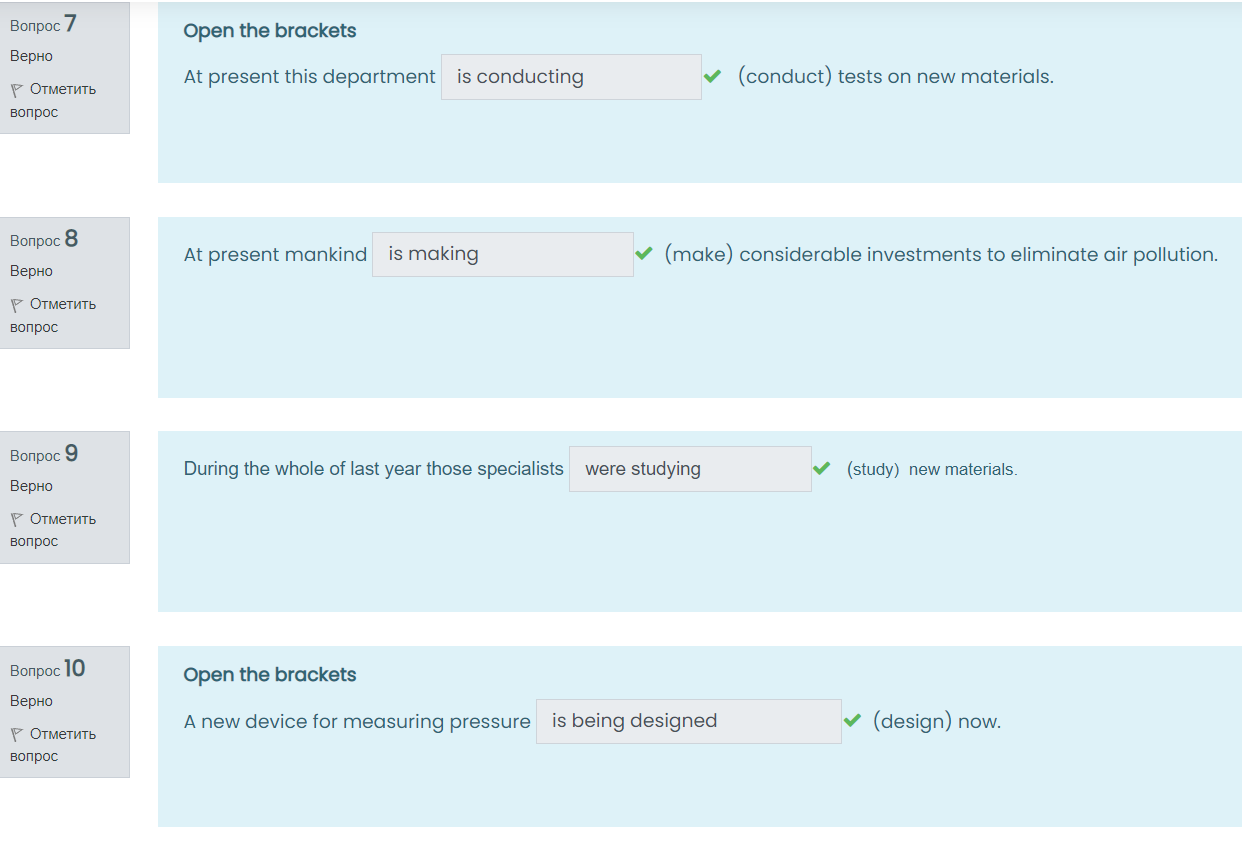 Вопрос 7
Верно
Отметить
вопрос
Open the brackets
At present this department is conducting (conduct) tests on new materials.
Вопрос 8
Верно
Отметить
вопрос
At present mankind is making (make) considerable investments to eliminate air pollution.
Вопрос 9
Верно
Отметить
вопрос
During the whole of last year those specialists were studying (study) new materials.
Вопрос 10
Верно
Отметить
вопрос
Open the brackets
A new device for measuring pressure is being designed (design) now.